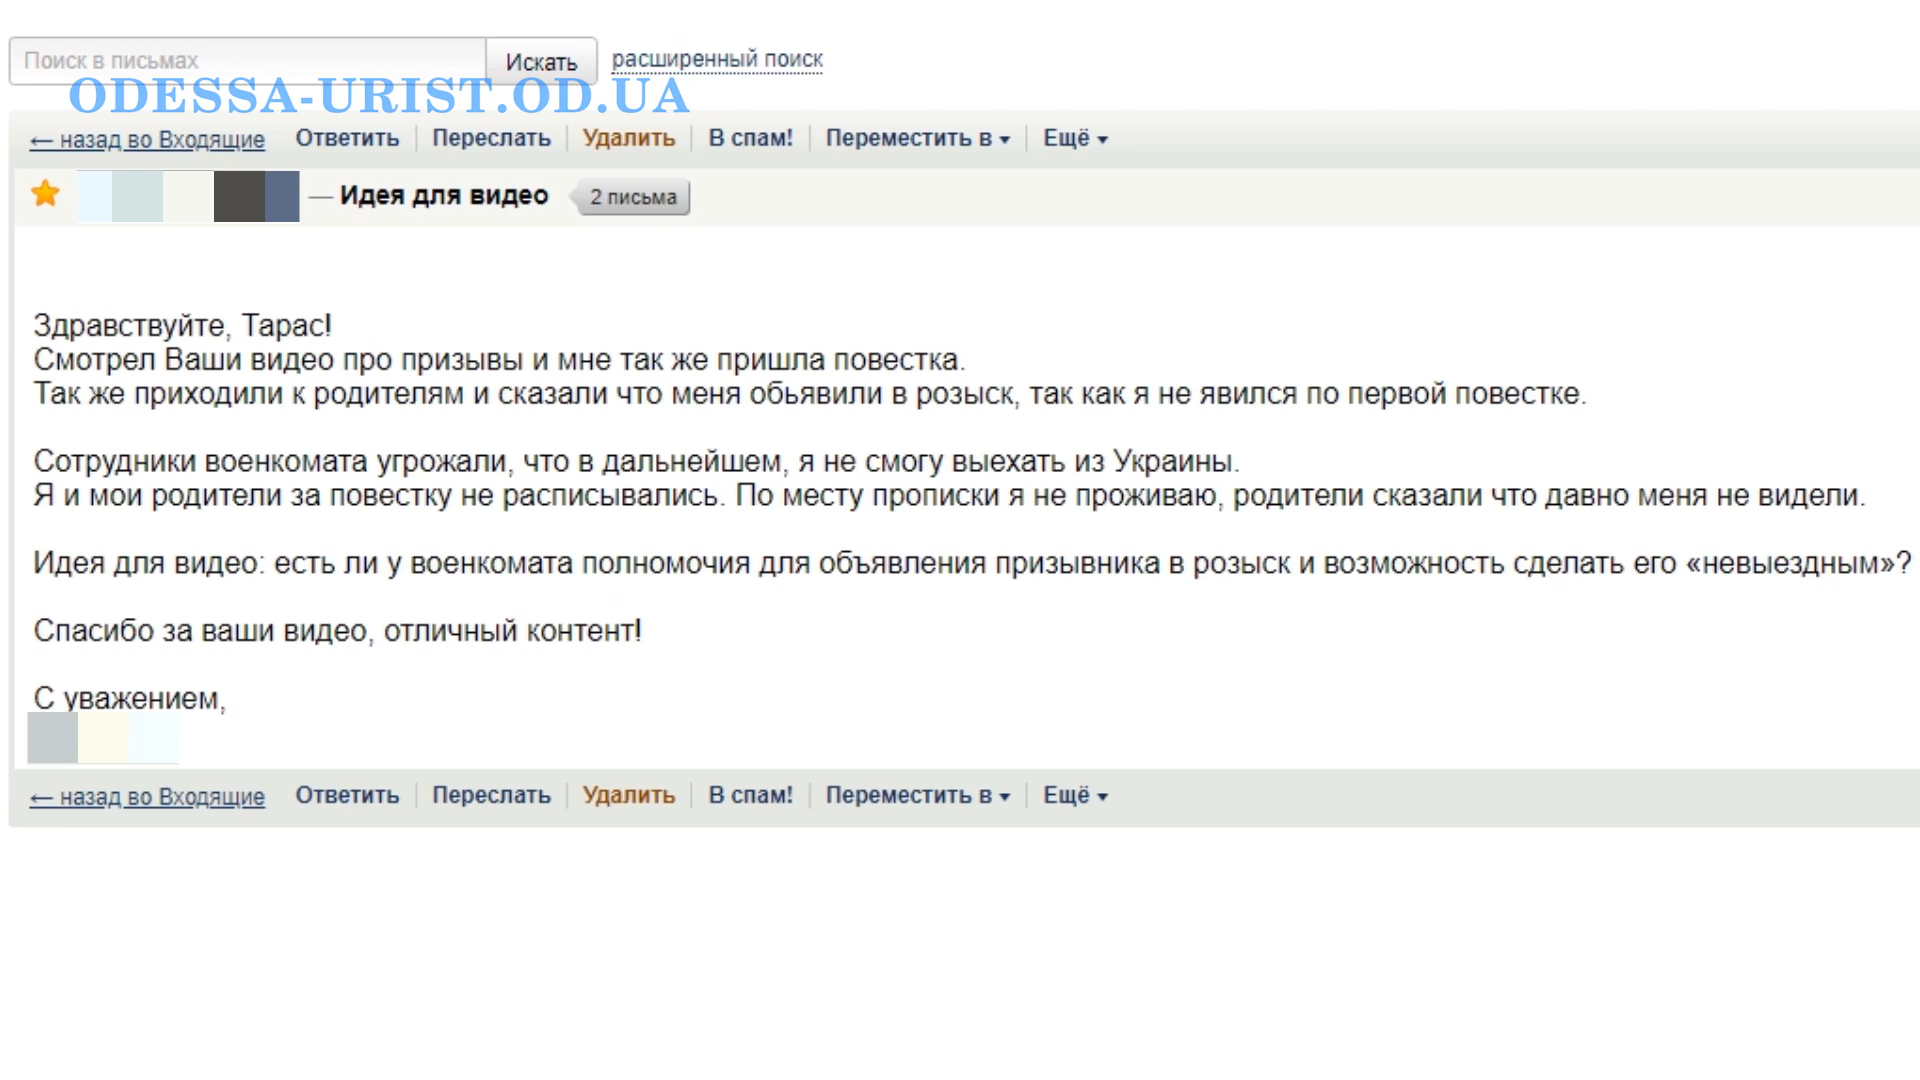 Поиск в письмах
Искать
расширенный поиск
ODESSA-URIST.OD.UA
← назад во Входящие Ответить Переслать Удалить В спам! Переместить в Ещё
— Идея для видео 2 письма
Здравствуйте, Тарас!
Смотрел Ваши видео про призывы и мне так же пришла повестка.
Так же приходили к родителям и сказали что меня обьявили в розыск, так как я не явился по первой повестке.
Сотрудники военкомата угрожали, что в дальнейшем, я не смогу выехать из Украины.
Я и мои родители за повестку не расписывались. По месту прописки я не проживаю, родители сказали что давно меня не видели.
Идея для видео: есть ли у военкомата полномочия для объявления призывника в розыск и возможность сделать его «невыездным»?
Спасибо за ваши видео, отличный контент!
С уважением,
← назад во Входящие Ответить Переслать Удалить В спам! Переместить в Ещё